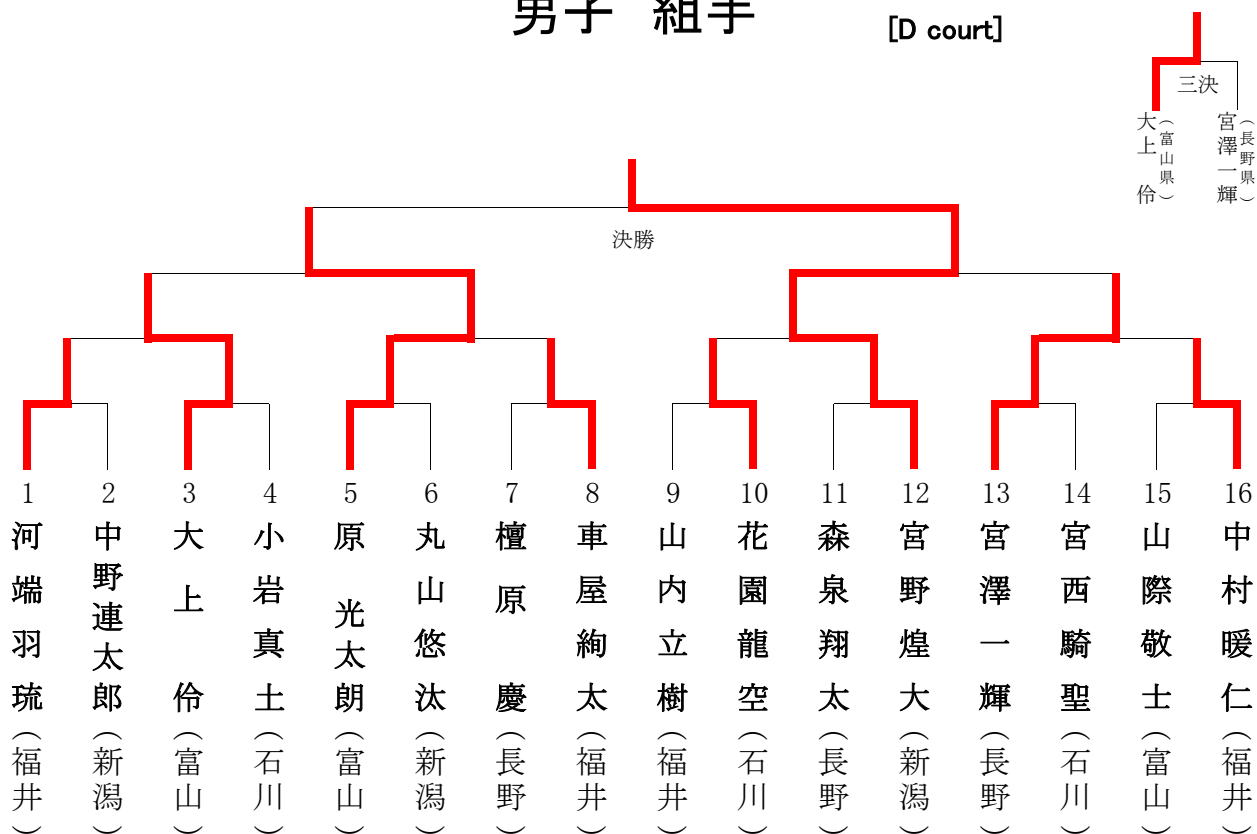 男子 組手
[D court]
三決
大上 伶
(富山県)
宮澤一輝
(長野県)
決勝
1 2 3 4 5 6 7 8 9 10 11 12 13 14 15 16
河端羽琉(福井)
中野連太郎(新潟)
大上 伶(富山)
小岩真土(石川)
原 光太朗(富山)
丸山悠汰(新潟)
檀原 慶(長野)
車屋絢太(福井)
山内立樹(福井)
花園龍空(石川)
森泉翔太(長野)
宮野煌大(新潟)
宮澤一輝(長野)
宮西騎聖(石川)
山際敬士(富山)
中村暖仁(福井)